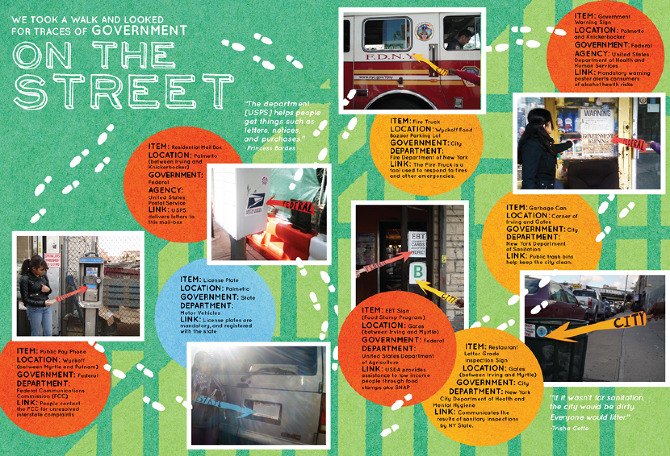 WE TOOK A WALK AND LOOKED
FOR TRACES OF GOVERNMENT
ON THE
STREET
"The department
[USPS] helps people
get things such as
letters, notices
and purchases."
-Princess Bordes
ITEM: Residential Mail Box
LOCATION: Palmetto
(between Irving and
Knickerbocker)
GOVERNMENT:
Federal
AGENCY:
United States
Postal Service
LINK: USPS
delivers letters to
this mail-box
ITEM: License Plate
LOCATION: Palmetto
GOVERNMENT: State
DEPARTMENT:
Motor Vehicles
LINK: License plates are
mandatory, and registered
with the state
ITEM: Public Pay Phone
LOCATION: Wyckoff
(between Myrtle and Putnam)
GOVERNMENT: Federal
DEPARTMENT:
Federal Communications
Commission (FCC)
LINK: People contact
the FCC for unresolved
interstate complaints
F.D.N.Y.
ITEM: Fire Truck
LOCATION: Wyckoff Food
Bazaar Parking Lot
GOVERNMENT: City
DEPARTMENT:
Fire Department of New York
LINK: The Fire Truck is a
tool used to respond to fires
and other emergencies.
ITEM: Government
Warning Sign
LOCATION: Palmetto
and Knickerbocker
GOVERNMENT: Federal
AGENCY: United States
Department of Health and
Human Services
LINK: Mandatory warning
poster alerts consumers
of alcohol health risks
WARNING
ITEM: Garbage Can
LOCATION: Corner of
Irving and Gates
GOVERNMENT: City
DEPARTMENT:
New York Department
of Sanitation
LINK: Public trash bins
help keep the city clean.
EBT
B
CITY
CITY
ITEM: EBT Sign
(Food Stamp Program)
LOCATION: Gates
(between Irving and Myrtle)
GOVERNMENT: Federal
DEPARTMENT:
United States Department
of Agriculture
LINK: USDA provides
assistance to low income
people through food
stamps aka SNAP
ITEM: Restaurant
Letter Grade
Inspection Sign
LOCATION: Gates
(between Irving and Myrtle)
GOVERNMENT: City
DEPARTMENT: New York
City Department of Health and
Mental Hygiene
LINK: Communicates the
results of sanitary inspections
by NY State.
"If it wasn't for sanitation
the city would be dirty.
Everyone would litter."